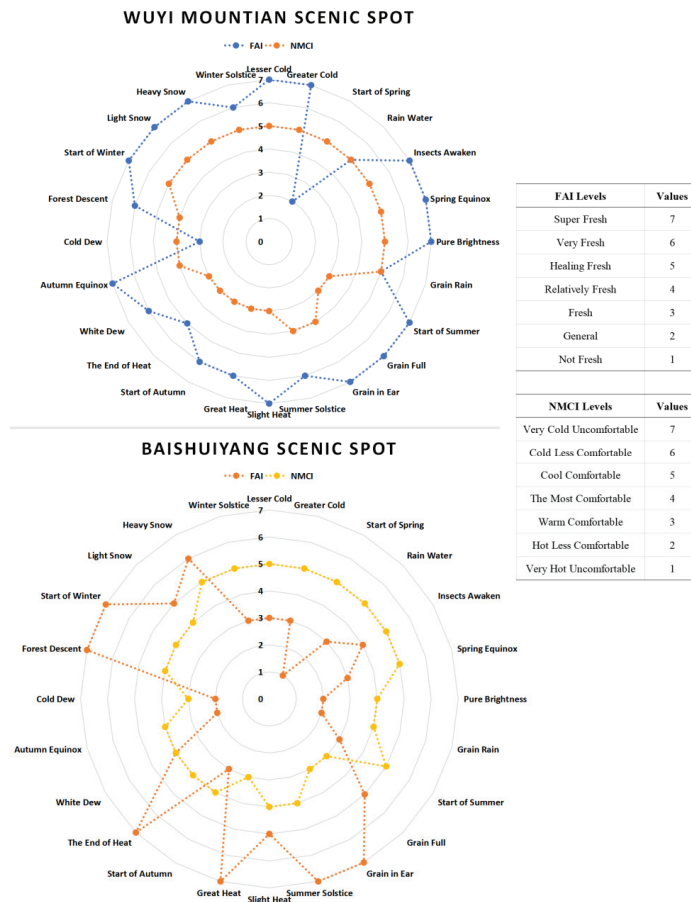 WUYI MOUNTIAN SCENIC SPOT
FAI NMCI
Lesser Cold
Greater Cold
Start of Spring
Rain Water
Insects Awaken
Spring Equinox
Pure Brightness
Grain Rain
Start of Summer
Grain Full
Grain in Ear
Summer Solstice
Slight Heat
Great Heat
Start of Autumn
The End of Heat
White Dew
Autumn Equinox
Cold Dew
Forest Descent
Start of Winter
Light Snow
Heavy Snow
Winter Solstice
7
6
5
4
3
2
1
0
BAISHUIYANG SCENIC SPOT
FAI NMCI
Lesser Cold
Greater Cold
Start of Spring
Rain Water
Insects Awaken
Spring Equinox
Pure Brightness
Grain Rain
Start of Summer
Grain Full
Grain in Ear
Summer Solstice
Slight Heat
Great Heat
Start of Autumn
The End of Heat
White Dew
Autumn Equinox
Cold Dew
Forest Descent
Start of Winter
Light Snow
Heavy Snow
Winter Solstice
7
6
5
4
3
2
1
0
FAI Levels Values
Super Fresh 7
Very Fresh 6
Healing Fresh 5
Relatively Fresh 4
Fresh 3
General 2
Not Fresh 1
NMCI Levels Values
Very Cold Uncomfortable 7
Cold Less Comfortable 6
Cool Comfortable 5
The Most Comfortable 4
Warm Comfortable 3
Hot Less Comfortable 2
Very Hot Uncomfortable 1